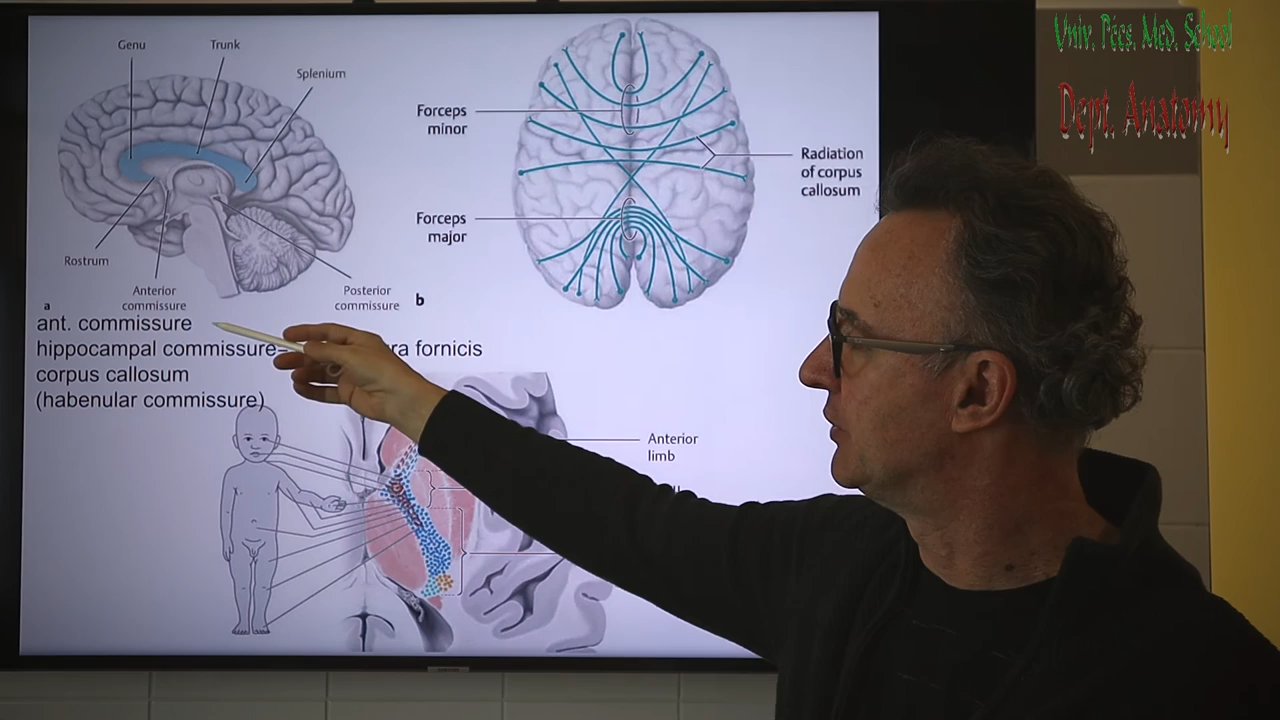 Univ. Pécs. Med. School
Dept. Anatomy
Genu
Trunk
Splenium
Rostrum
Anterior
commissure
Posterior
commissure
a
b
Forceps
minor
Forceps
major
Radiation
of corpus
callosum
ant. commissure
hippocampal commissure= fornicis
corpus callosum
(habenular commissure)
Anterior
limb